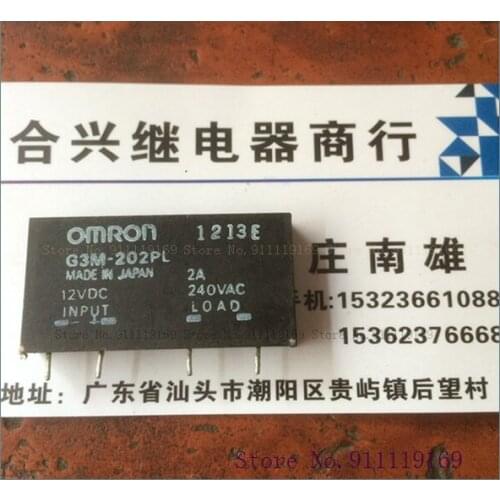 合兴继电器商行
OMRON 1213E
G3M-202PL
MADE IN JAPAN 2A
12VDC 240VAC
INPUT LOAD
- +
庄南雄
手机:15323661088
15362376668
地址:广东省汕头市潮阳区贵屿镇后望村
Store No.911119169